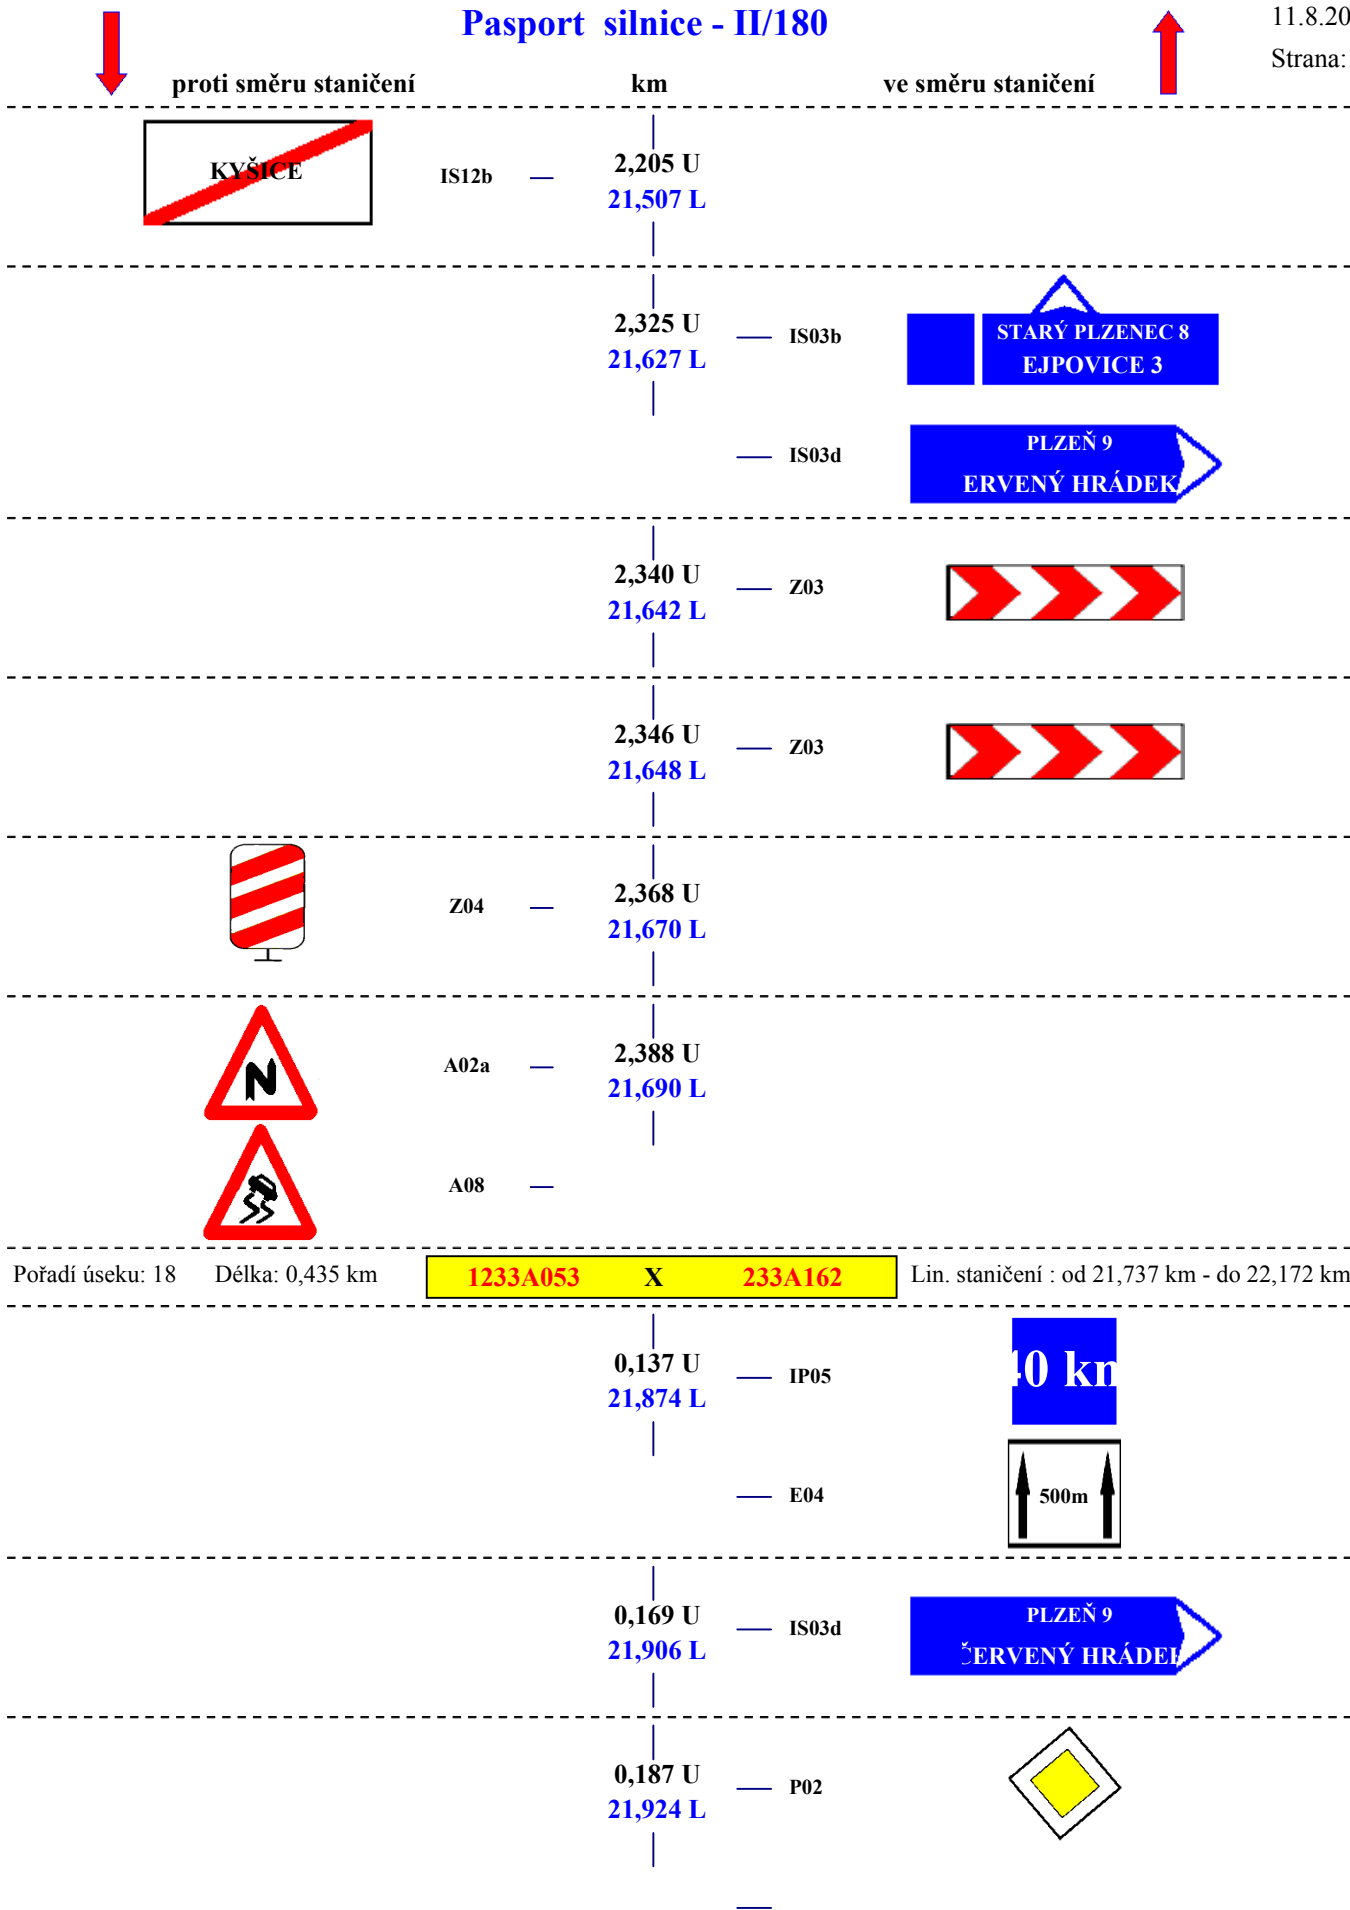 Pasport silnice - II/180
11.8.20
Strana:
proti směru staničení km ve směru staničení
KYŠICE IS12b 2,205 U
21,507 L
2,325 U IS03b STARÝ PLZENEC 8
21,627 L EJPOVICE 3
IS03d PLZEŇ 9
ERVENÝ HRÁDEK
2,340 U Z03
21,642 L
2,346 U Z03
21,648 L
Z04 2,368 U
21,670 L
A02a 2,388 U
21,690 L
A08
Pořadí úseku: 18 Délka: 0,435 km 1233A053 X 233A162 Lin. staničení : od 21,737 km - do 22,172 km
0,137 U IP05 40 km
21,874 L
E04 500m
0,169 U IS03d PLZEŇ 9
21,906 L ČERVENÝ HRÁDEK
0,187 U P02
21,924 L